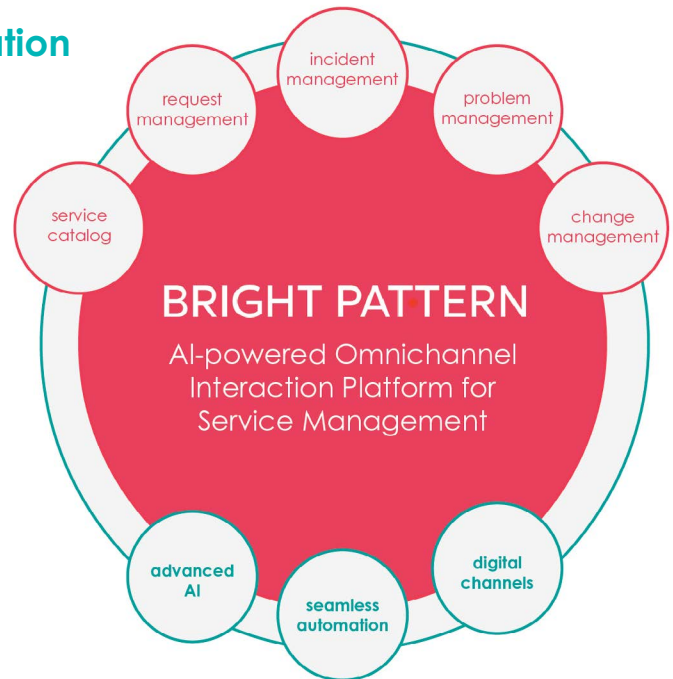 incident
management
request
management
problem
management
service
catalog
change
management
BRIGHT PATTERN
AI-powered Omnichannel
Interaction Platform for
Service Management
advanced
AI
digital
channels
seamless
automation